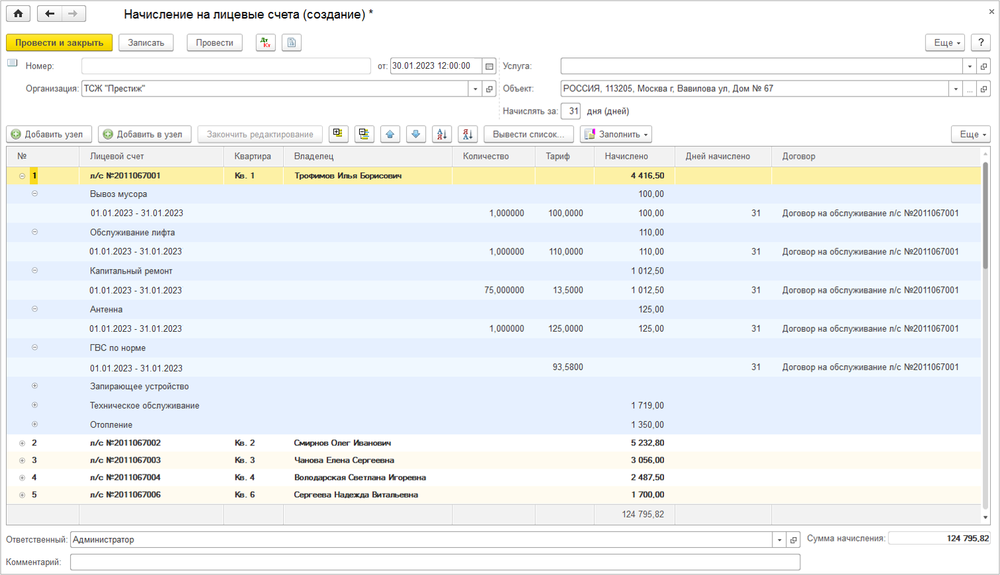 Начисление на лицевые счета (создание) *
Провести и закрыть Записать Провести Дт Кт Еще ?
Номер: от: 30.01.2023 12:00:00 Услуга:
Организация: ТСЖ "Престиж" Объект: РОССИЯ, 113205, Москва г, Вавилова ул, Дом № 67
Начислять за: 31 дня (дней)
Добавить узел Добавить в узел Закончить редактирование А Я Я А Вывести список... Заполнить Еще
№ Лицевой счет Квартира Владелец Количество Тариф Начислено Дней начислено Договор
1 л/с №2011067001 Кв. 1 Трофимов Илья Борисович 4 416,50
Вывоз мусора 100,00
01.01.2023 - 31.01.2023 1,000000 100,0000 100,00 31 Договор на обслуживание л/с №2011067001
Обслуживание лифта 110,00
01.01.2023 - 31.01.2023 1,000000 110,0000 110,00 31 Договор на обслуживание л/с №2011067001
Капитальный ремонт 1 012,50
01.01.2023 - 31.01.2023 75,000000 13,5000 1 012,50 31 Договор на обслуживание л/с №2011067001
Антенна 125,00
01.01.2023 - 31.01.2023 1,000000 125,0000 125,00 31 Договор на обслуживание л/с №2011067001
ГВС по норме
01.01.2023 - 31.01.2023 93,5800 31 Договор на обслуживание л/с №2011067001
Запирающее устройство
Техническое обслуживание 1 719,00
Отопление 1 350,00
2 л/с №2011067002 Кв. 2 Смирнов Олег Иванович 5 232,80
3 л/с №2011067003 Кв. 3 Чанова Елена Сергеевна 3 056,00
4 л/с №2011067004 Кв. 4 Володарская Светлана Игоревна 2 487,50
5 л/с №2011067006 Кв. 6 Сергеева Надежда Витальевна 1 700,00
124 795,82
Ответственный: Администратор Сумма начисления: 124 795,82
Комментарий: